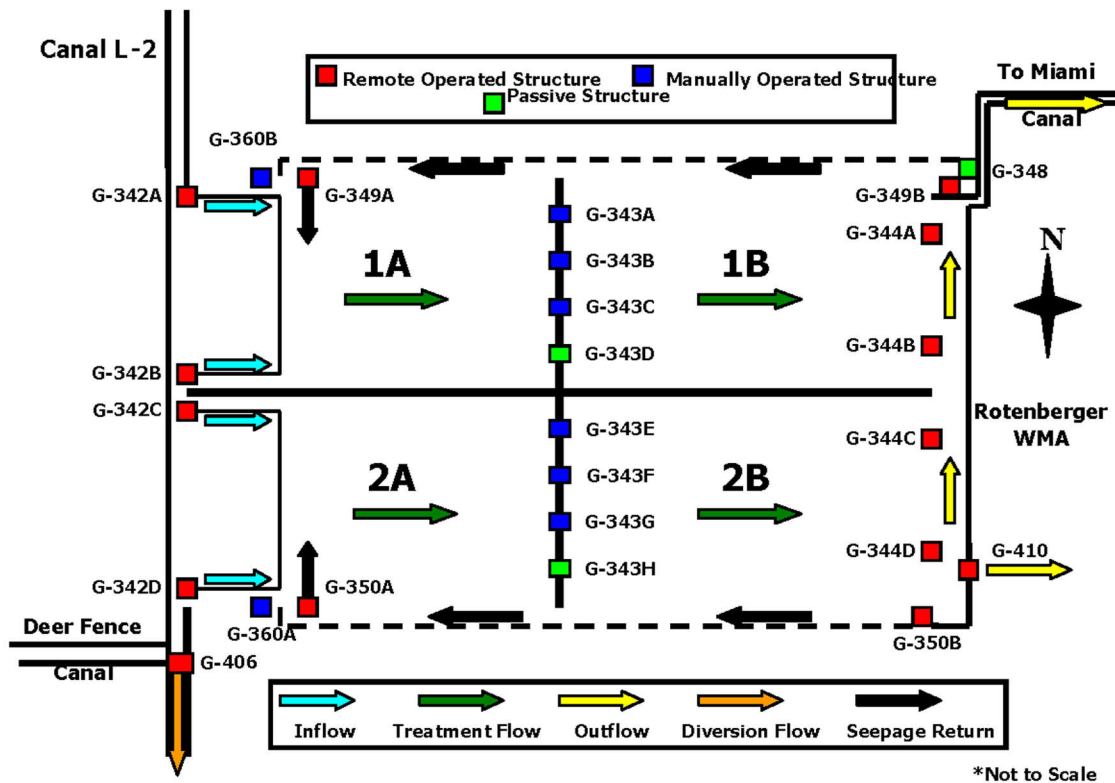 Canal L-2
Remote Operated Structure
Manually Operated Structure
Passive Structure
To Miami
Canal
G-360B
G-348
G-342A
G-349A
G-349B
G-343A
G-344A
G-343B
1A
1B
N
G-343C
G-343D
G-344B
G-342B
G-342C
Rotenberger
WMA
G-343E
G-344C
G-343F
2A
2B
G-343G
G-344D
G-410
G-343H
G-342D
G-350A
Deer Fence
Canal
G-360A
G-350B
G-406
Inflow
Treatment Flow
Outflow
Diversion Flow
Seepage Return
*Not to Scale